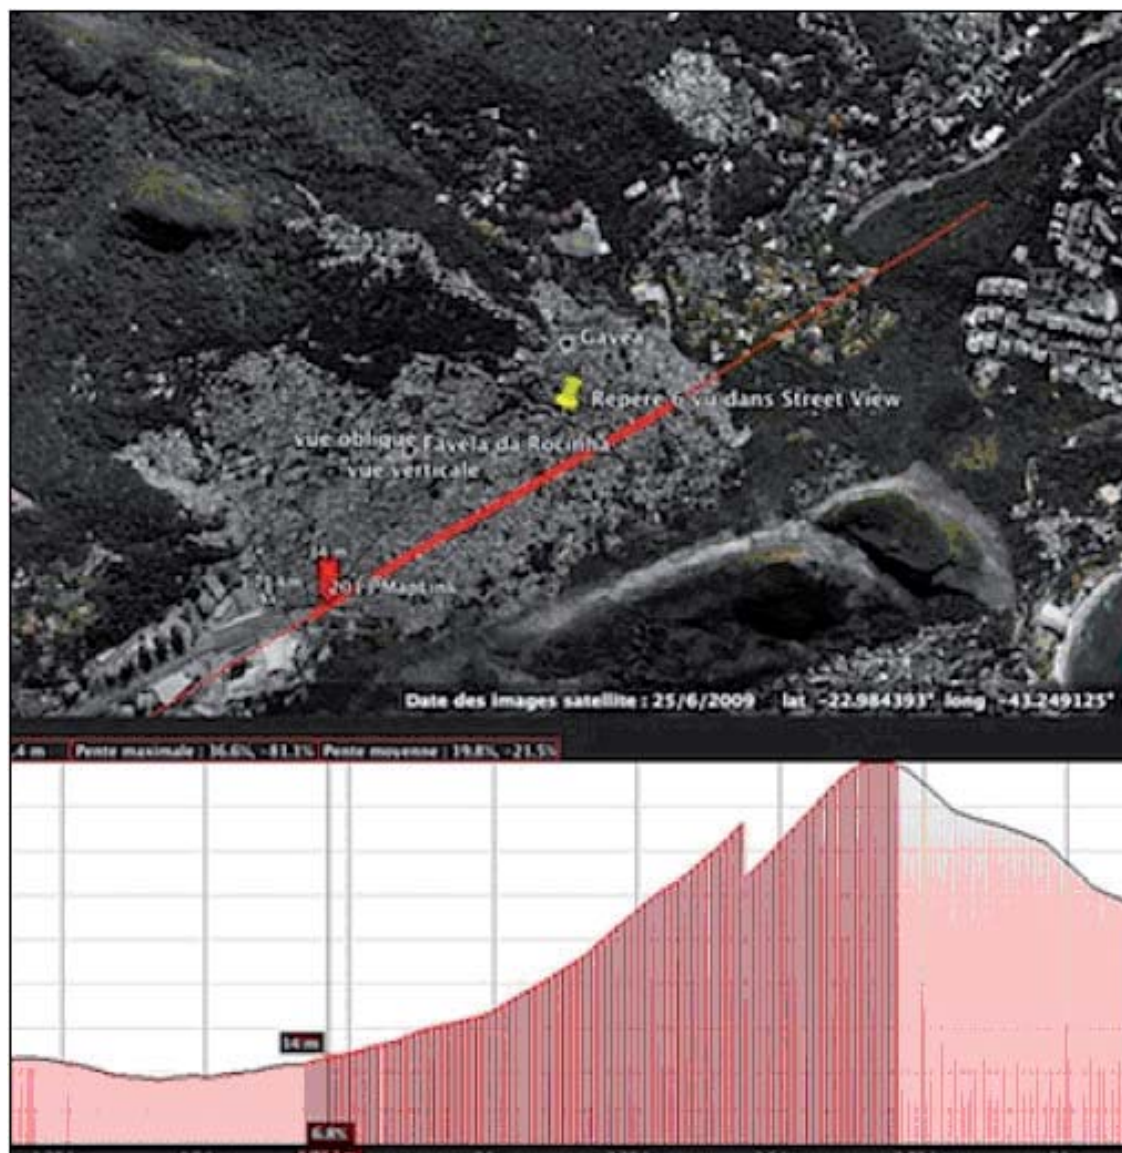 Gavea
Repere 6 vu dans Street View
vue oblique Favela da Rocinha
vue verticale
Date des images satellite : 25/6/2009 lat -22.984393° long -43.249125°
Pente maximale : 36.6%, -83.1% Pente moyenne : 19.8%, -21.5%
14 m
6.8%